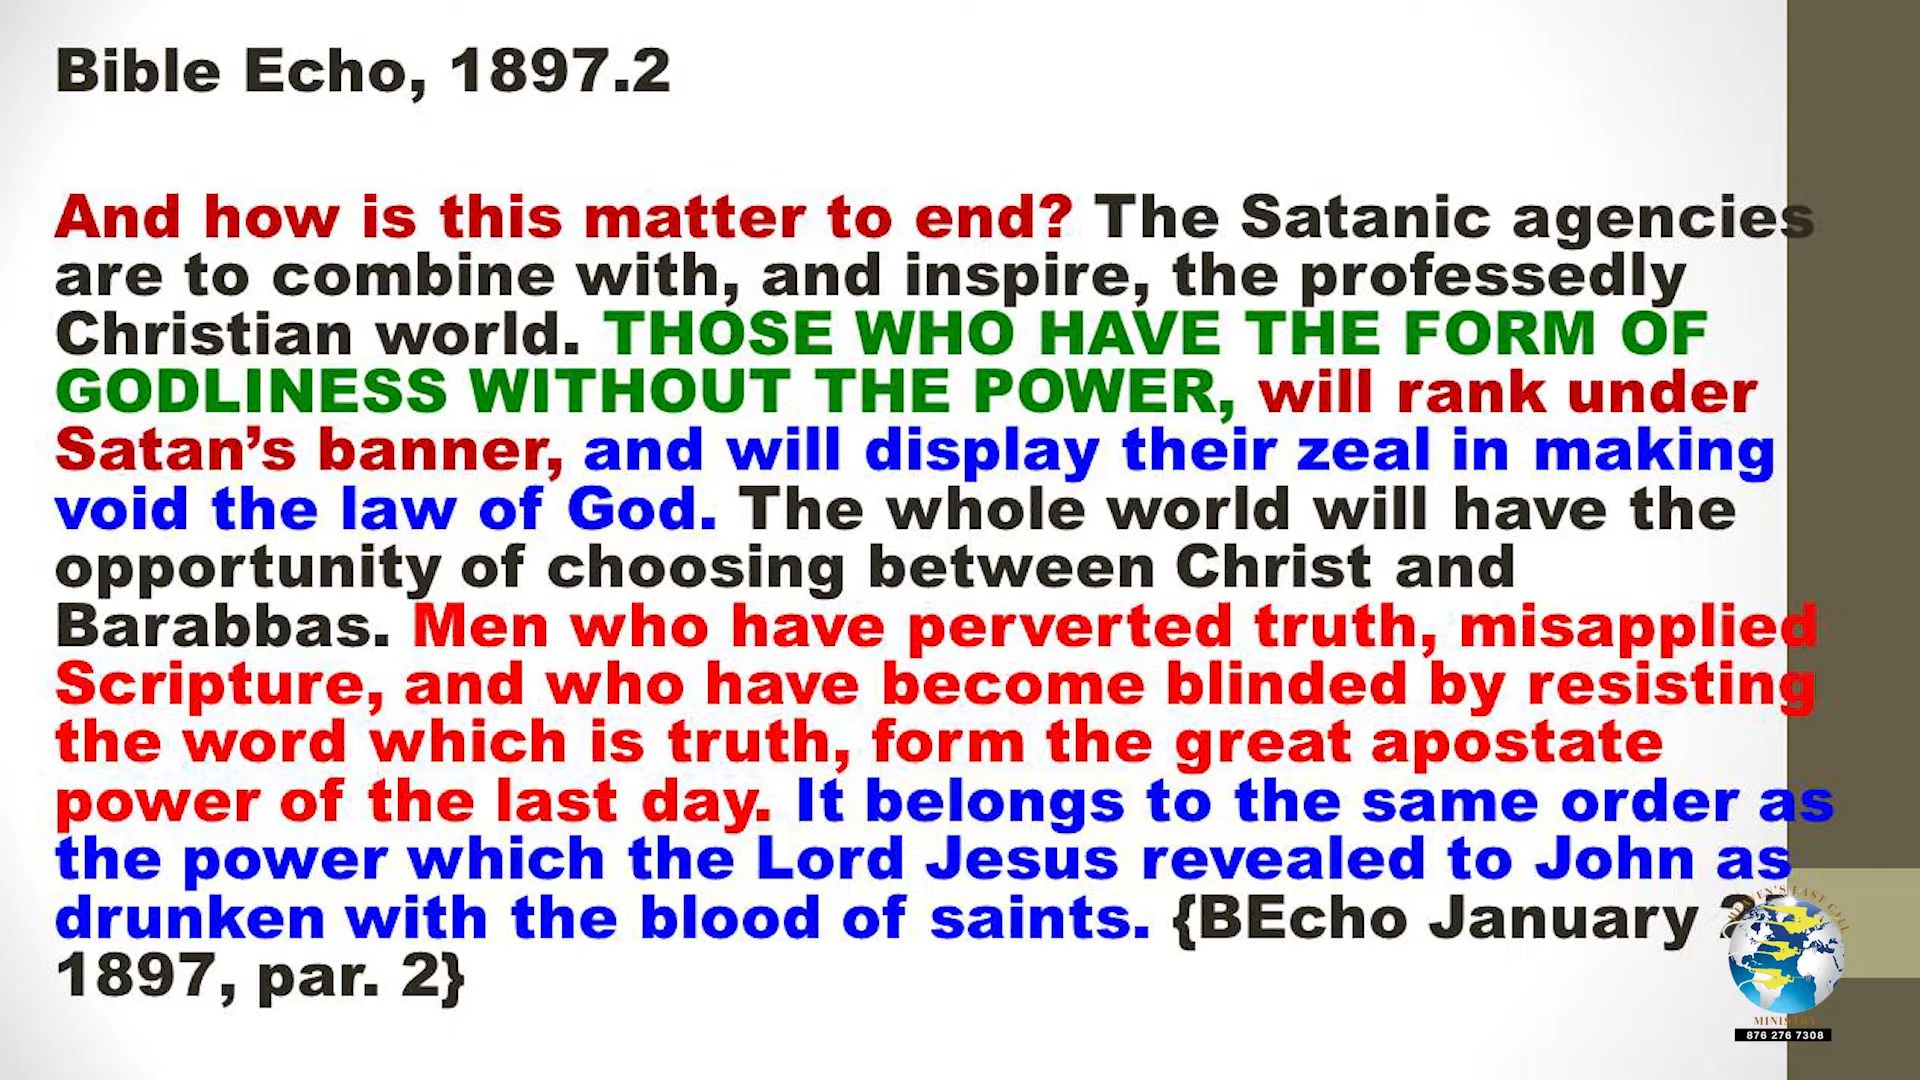 Bible Echo, 1897.2
And how is this matter to end? The Satanic agencies
are to combine with, and inspire, the professedly
Christian world. THOSE WHO HAVE THE FORM OF
GODLINESS WITHOUT THE POWER, will rank under
Satan’s banner, and will display their zeal in making
void the law of God. The whole world will have the
opportunity of choosing between Christ and
Barabbas. Men who have perverted truth, misapplied
Scripture, and who have become blinded by resisting
the word which is truth, form the great apostate
power of the last day. It belongs to the same order as
the power which the Lord Jesus revealed to John as
drunken with the blood of saints. {BEcho January
1897, par. 2}
HEAVEN'S LAST CALL
MINISTRY
876 276 7308